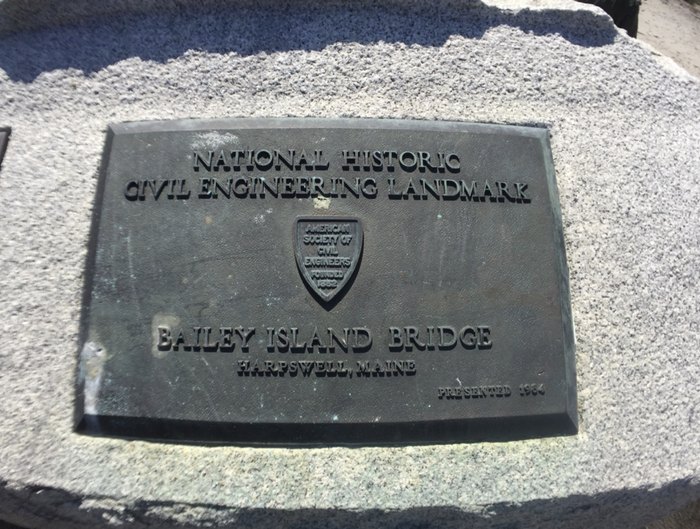 NATIONAL HISTORIC
CIVIL ENGINEERING LANDMARK
AMERICAN
SOCIETY OF
CIVIL
ENGINEERS
FOUNDED
1852
BAILEY ISLAND BRIDGE
HARPSWELL, MAINE
PRESENTED 1984